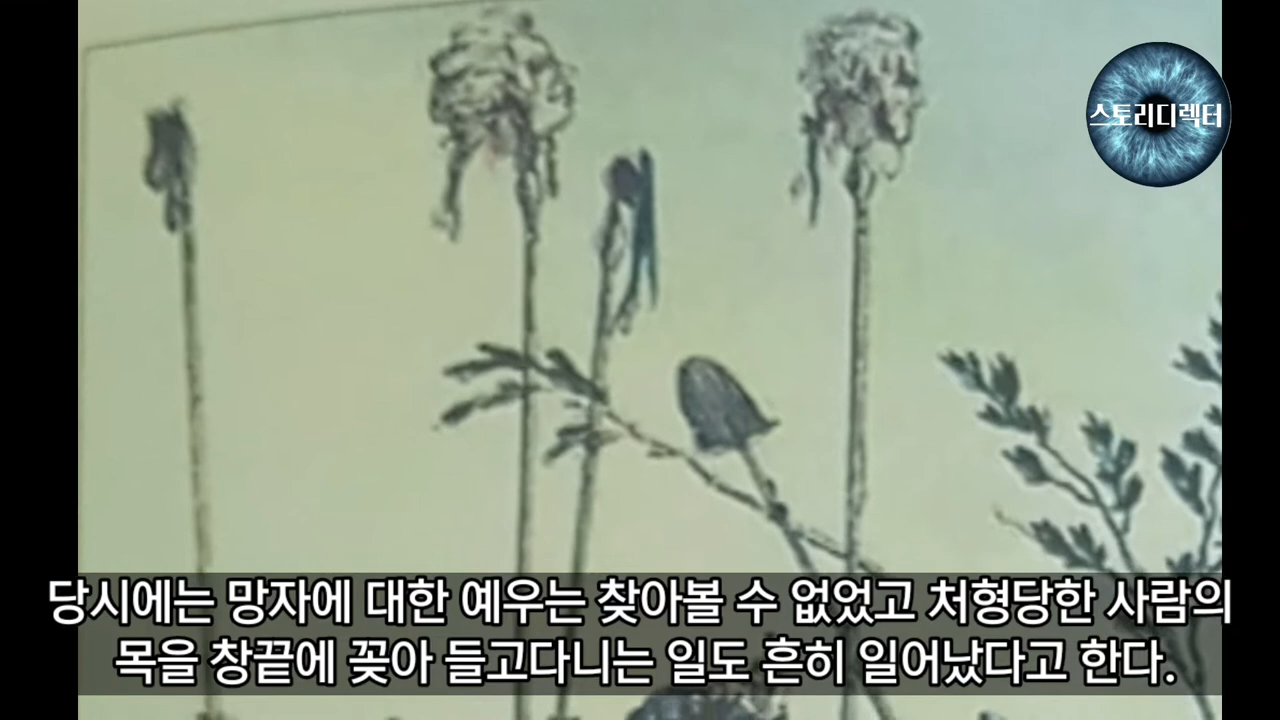 스토리디렉터
당시에는 망자에 대한 예우는 찾아볼 수 없었고 처형당한 사람의
목을 창끝에 꽂아 들고다니는 일도 흔히 일어났다고 한다.